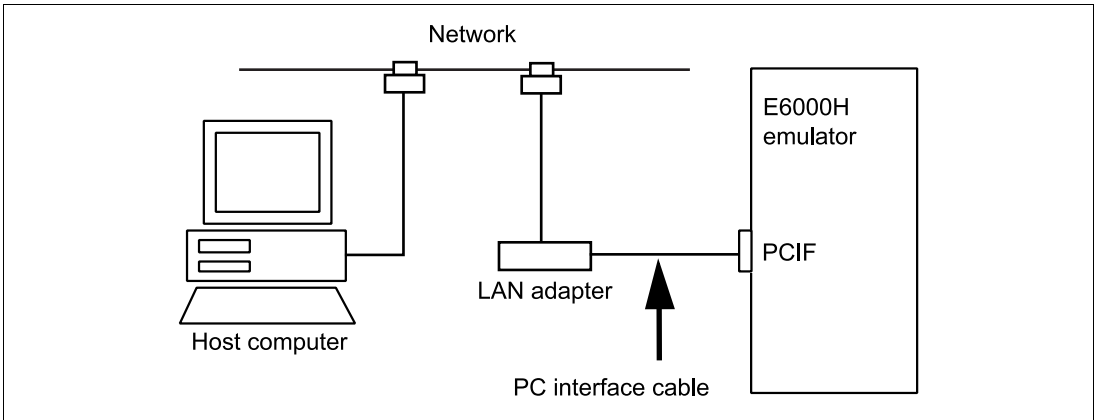 Network
E6000H
emulator
PCIF
LAN adapter
Host computer
PC interface cable